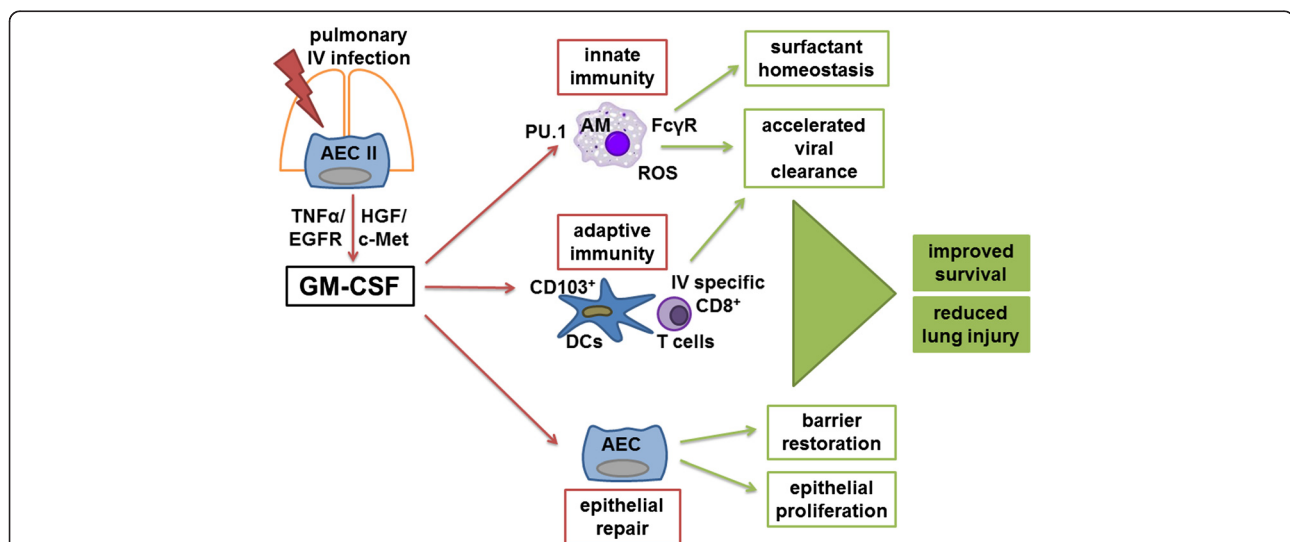 pulmonary
IV infection
AEC II
TNFα/
EGFR
HGF/
c-Met
GM-CSF
innate
immunity
PU.1
AM
FcγR
ROS
surfactant
homeostasis
accelerated
viral
clearance
adaptive
immunity
CD103⁺
DCs
IV specific
CD8⁺
T cells
improved
survival
reduced
lung injury
AEC
epithelial
repair
barrier
restoration
epithelial
proliferation